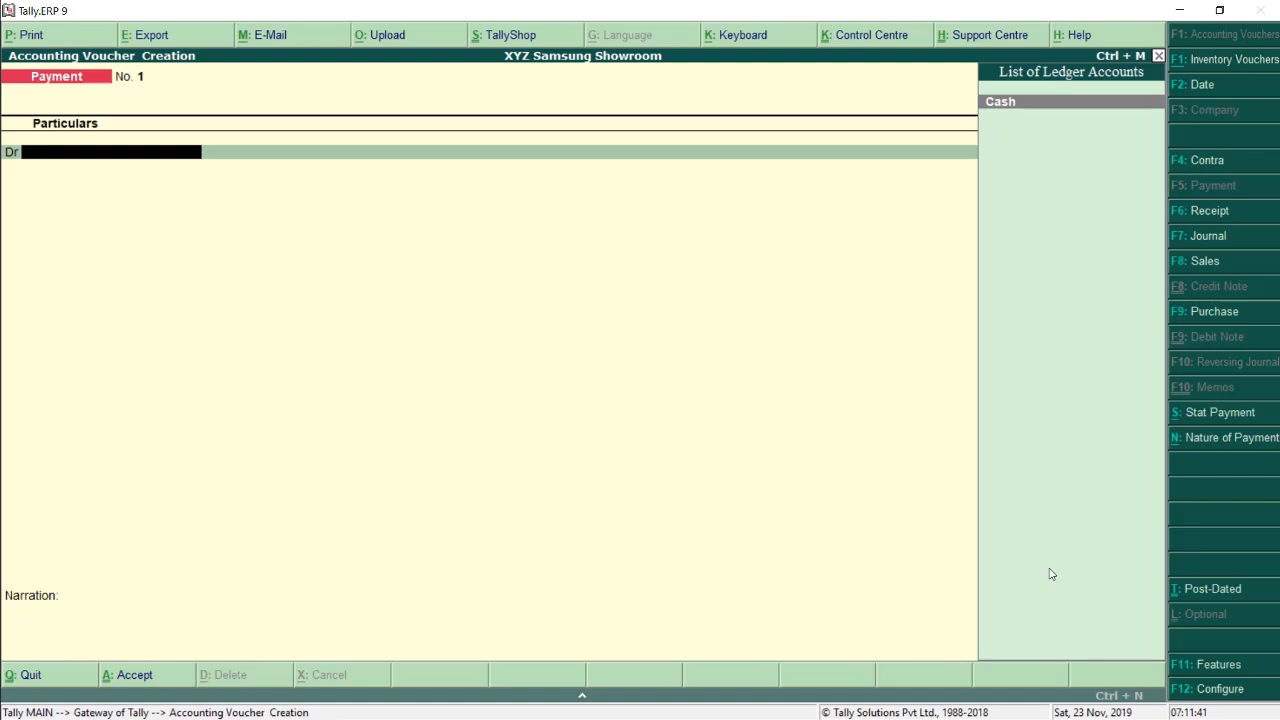 Tally.ERP 9
P: Print
E: Export
M: E-Mail
O: Upload
S: TallyShop
G: Language
K: Keyboard
K: Control Centre
H: Support Centre
H: Help
F1: Accounting Vouchers
Accounting Voucher Creation
XYZ Samsung Showroom
Ctrl + M
F1: Inventory Vouchers
Payment No. 1
List of Ledger Accounts
F2: Date
Cash
F3: Company
Particulars
Dr
F4: Contra
F5: Payment
F6: Receipt
F7: Journal
F8: Sales
F8: Credit Note
F9: Purchase
F9: Debit Note
F10: Reversing Journal
F10: Memos
S: Stat Payment
N: Nature of Payment
T: Post-Dated
Narration:
L: Optional
F11: Features
Q: Quit
A: Accept
D: Delete
X: Cancel
F12: Configure
Ctrl + N
Tally MAIN --> Gateway of Tally --> Accounting Voucher Creation
© Tally Solutions Pvt Ltd., 1988-2018
Sat, 23 Nov, 2019
07:11:41